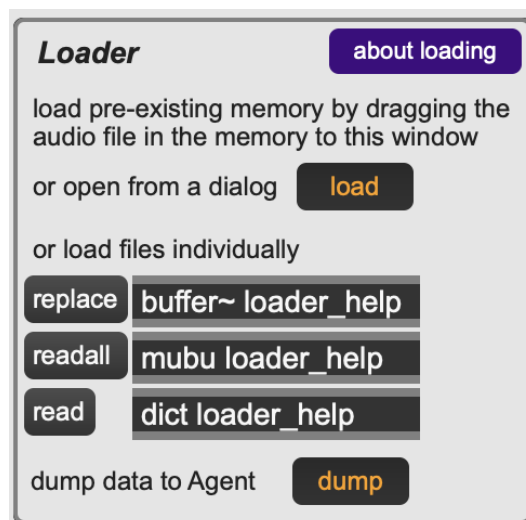 Loader
about loading
load pre-existing memory by dragging the
audio file in the memory to this window
or open from a dialog load
or load files individually
replace buffer~ loader_help
readall mubu loader_help
read dict loader_help
dump data to Agent dump